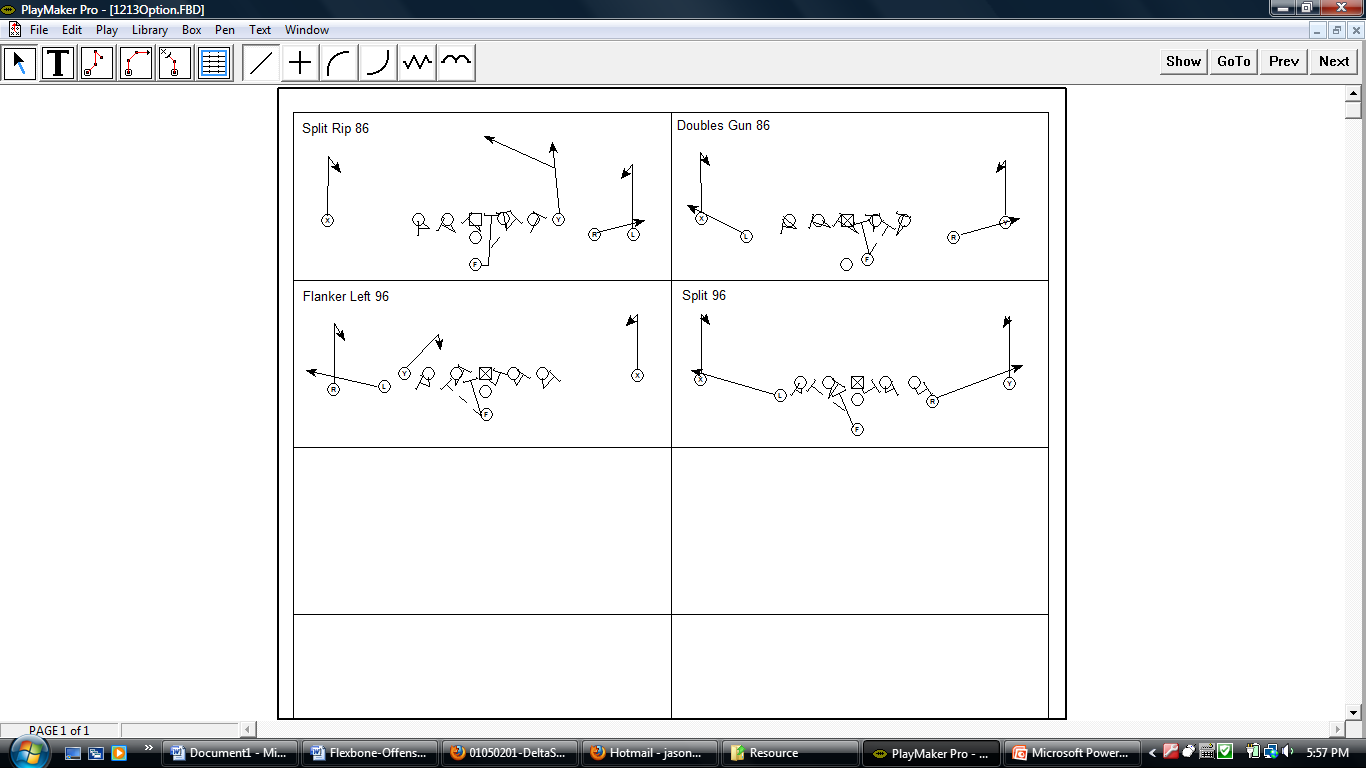 PlayMaker Pro - [1213Option.FBD]
File Edit Play Library Box Pen Text Window
T Show GoTo Prev Next
Split Rip 86
X Y R L F
Doubles Gun 86
X L R Y F
Flanker Left 96
R L Y X F
Split 96
X L R Y F
PAGE 1 of 1
Document1 - Mi... Flexbone-Offens... 01050201-DeltaS... Hotmail - jason... Resource PlayMaker Pro - ... Microsoft Power... 5:57 PM